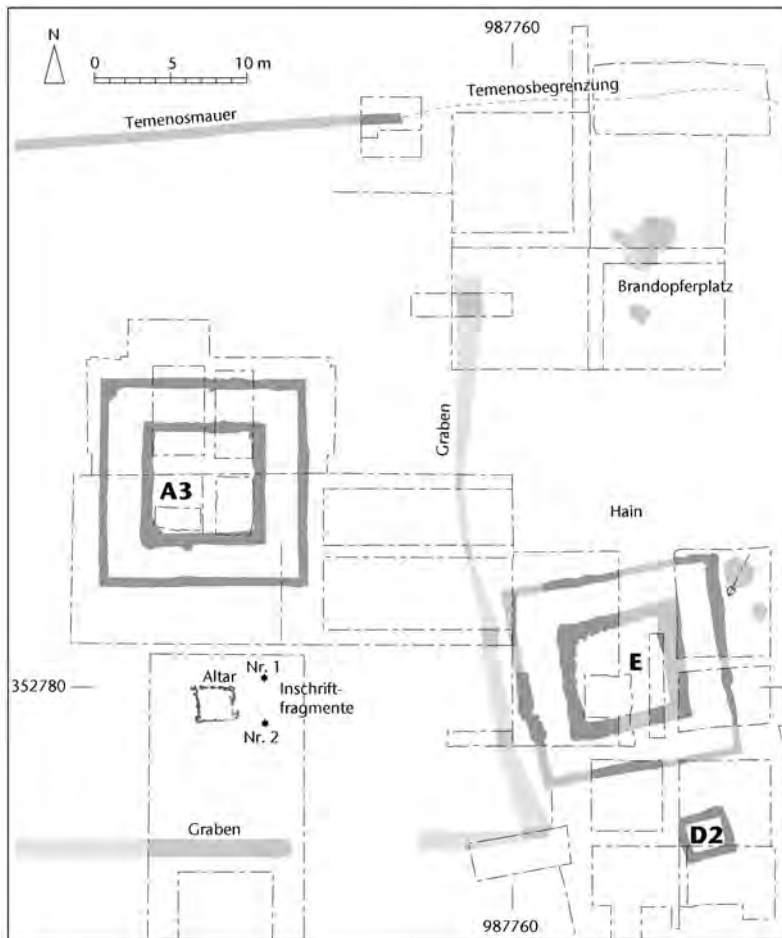 987760
N
0 5 10 m
Temenosbegrenzung
Temenosmauer
Brandopferplatz
Graben
A3
Hain
E
Nr. 1
352780
Altar
Inschrift-
fragmente
Nr. 2
Graben
D2
987760